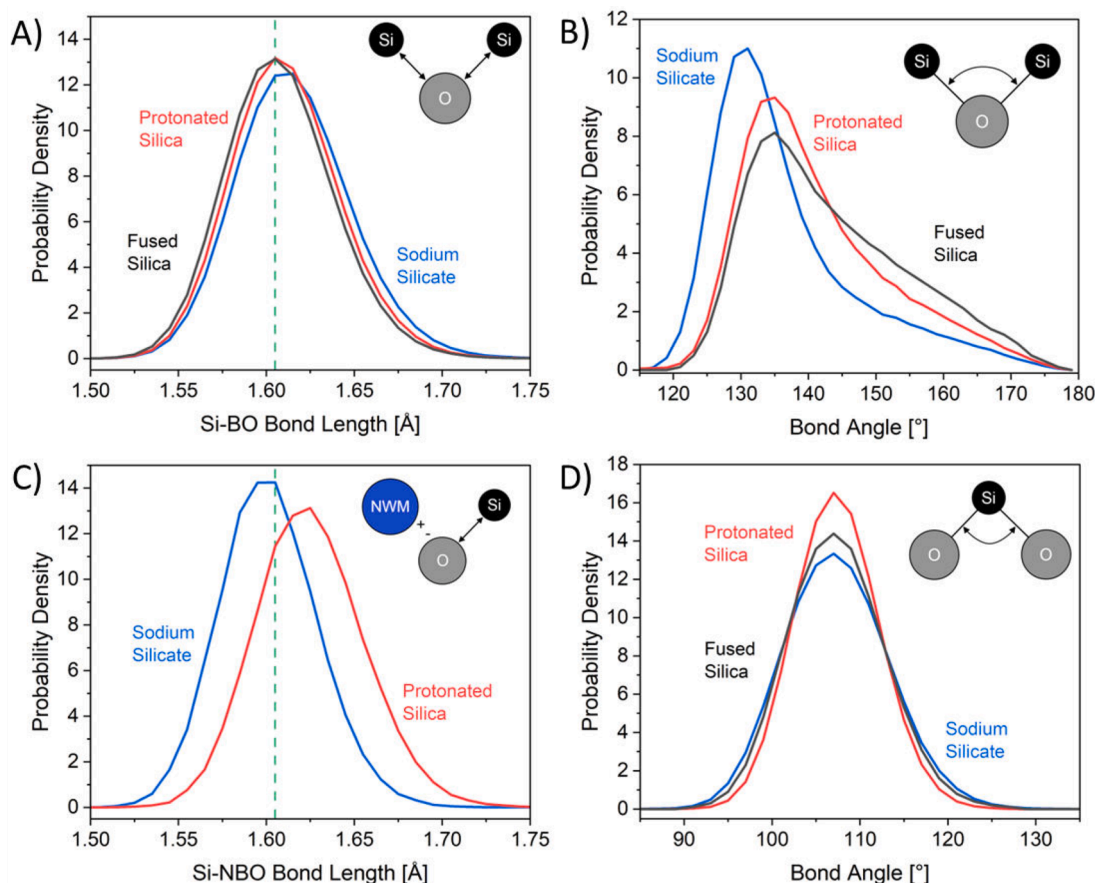 A)
14
12
10
8
6
4
2
0
Probability Density
Protonated
Silica
Fused
Silica
Sodium
Silicate
Si
Si
O
1.50
1.55
1.60
1.65
1.70
1.75
Si-BO Bond Length [Å]
B)
12
10
8
6
4
2
0
Probability Density
Sodium
Silicate
Protonated
Silica
Fused
Silica
Si
Si
O
120
130
140
150
160
170
180
Bond Angle [°]
C)
14
12
10
8
6
4
2
0
Probability Density
Sodium
Silicate
Protonated
Silica
NWM
+
-
Si
O
1.50
1.55
1.60
1.65
1.70
1.75
Si-NBO Bond Length [Å]
D)
18
16
14
12
10
8
6
4
2
0
Probability Density
Protonated
Silica
Fused
Silica
Sodium
Silicate
Si
O
O
90
100
110
120
130
Bond Angle [°]